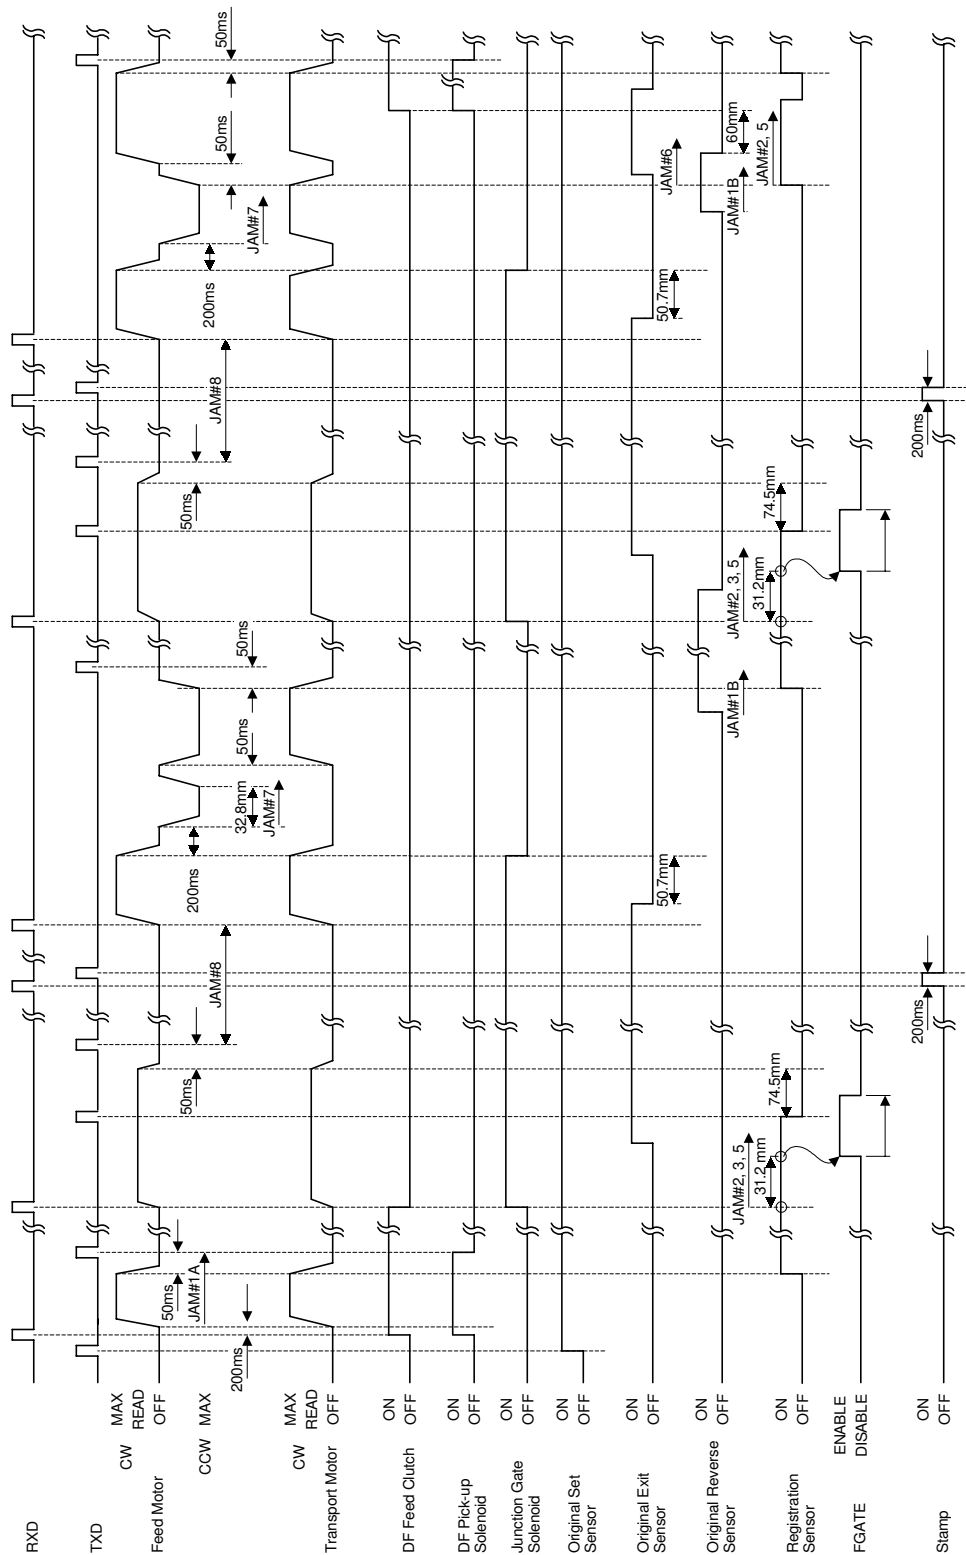 RXD
TXD
Feed Motor
CW
MAX
READ
OFF
CCW
MAX
Transport Motor
CW
MAX
READ
OFF
DF Feed Clutch
ON
OFF
DF Pick-up
Solenoid
ON
OFF
Junction Gate
Solenoid
ON
OFF
Original Set
Sensor
ON
OFF
Original Exit
Sensor
ON
OFF
Original Reverse
Sensor
ON
OFF
Registration
Sensor
ON
OFF
FGATE
ENABLE
DISABLE
Stamp
ON
OFF
200ms
50ms
JAM#1A
JAM#2, 3, 5
31.2 mm
74.5mm
50ms
200ms
JAM#8
50.7mm
200ms
32.8mm
JAM#7
50ms
50ms
JAM#1B
JAM#2, 3, 5
31.2mm
74.5mm
50ms
200ms
JAM#8
50.7mm
200ms
JAM#7
50ms
50ms
JAM#1B
JAM#6
60mm
JAM#2, 5